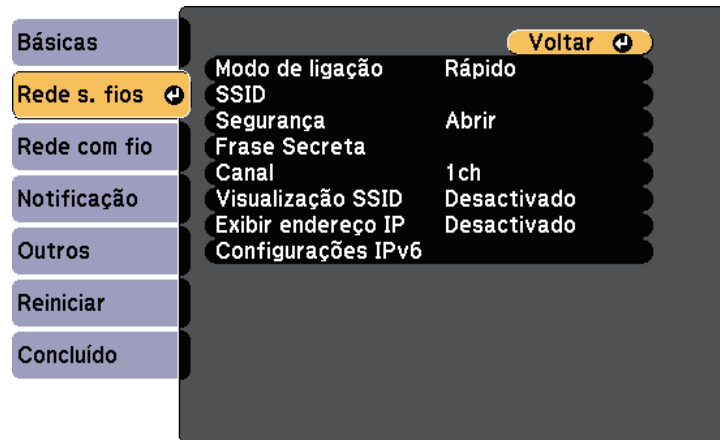 Básicas
Rede s. fios
Rede com fio
Notificação
Outros
Reiniciar
Concluído
Voltar
Modo de ligação Rápido
SSID
Segurança Abrir
Frase Secreta
Canal 1ch
Visualização SSID Desactivado
Exibir endereço IP Desactivado
Configurações IPv6